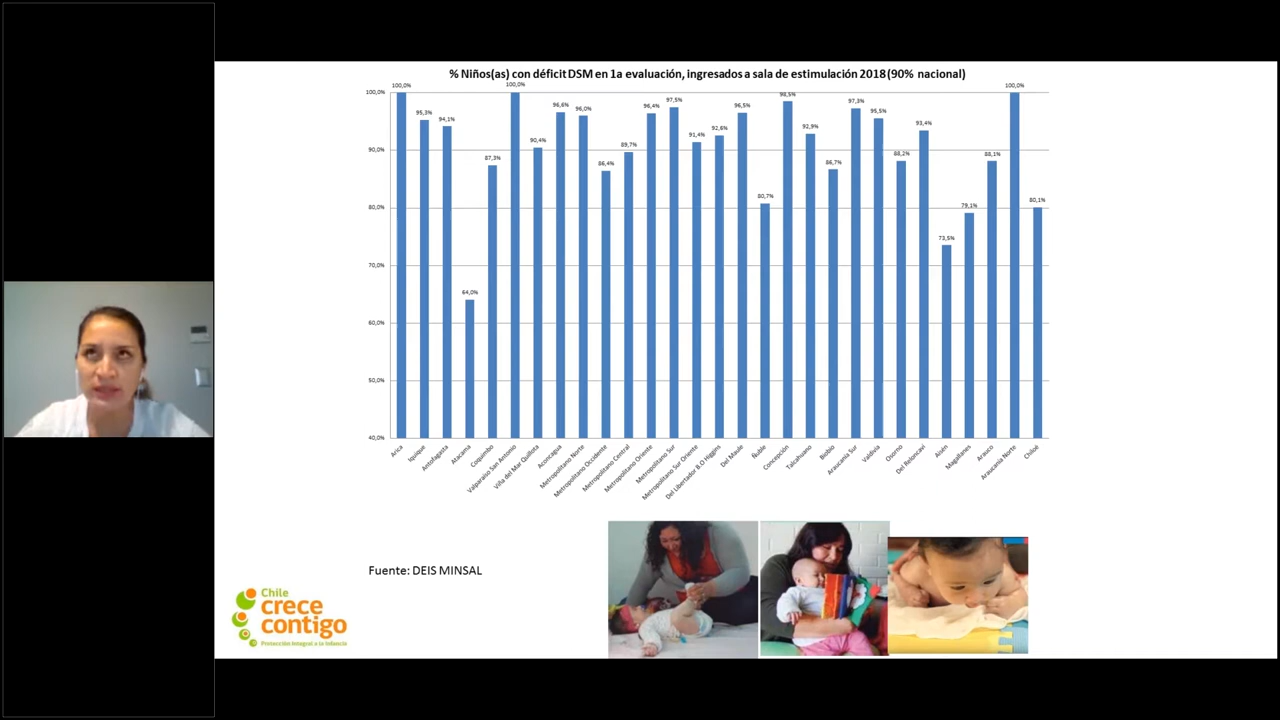 % Niños(as) con déficit DSM en 1a evaluación, ingresados a sala de estimulación 2018(90% nacional)
100,0%
90,0%
80,0%
70,0%
60,0%
50,0%
40,0%
100,0%
95,3%
94,1%
64,0%
87,3%
100,0%
90,4%
96,6%
96,0%
86,4%
89,7%
96,4%
97,5%
91,4%
92,6%
96,5%
80,7%
98,5%
92,9%
86,7%
97,3%
95,5%
88,2%
93,4%
73,5%
79,1%
88,1%
100,0%
80,1%
Arica
Iquique
Antofagasta
Atacama
Coquimbo
Valparaíso San Antonio
Viña del Mar Quillota
Aconcagua
Metropolitano Norte
Metropolitano Occidente
Metropolitano Central
Metropolitano Oriente
Metropolitano Sur
Metropolitano Sur Oriente
Del Libertador B.O Higgins
Del Maule
Ñuble
Concepción
Talcahuano
Biobío
Araucanía Sur
Valdivia
Osorno
Del Reloncaví
Aisén
Magallanes
Arauco
Araucanía Norte
Chiloé
Fuente: DEIS MINSAL
Chile
crece
contigo
Protección Integral a la Infancia